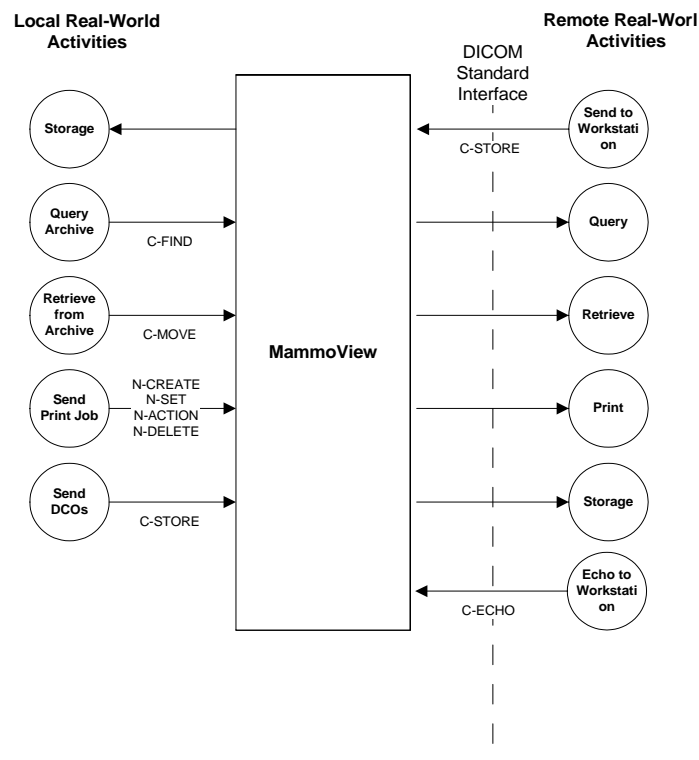 Local Real-World
Activities
Remote Real-Worl
Activities
DICOM
Standard
Interface
Storage
Send to
Workstati
on
C-STORE
Query
Archive
C-FIND
Query
Retrieve
from
Archive
C-MOVE
Retrieve
MammoView
Send
Print Job
N-CREATE
N-SET
N-ACTION
N-DELETE
Print
Send
DCOs
C-STORE
Storage
Echo to
Workstati
on
C-ECHO